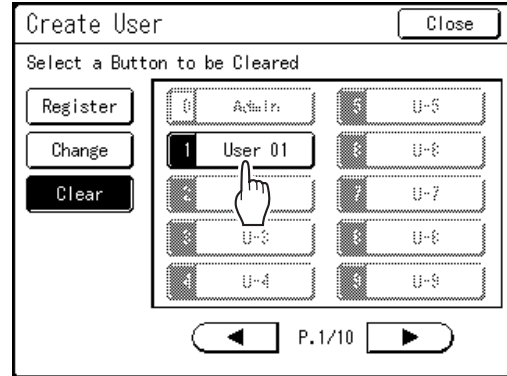 Create User
Close
Select a Button to be Cleared
Register
Change
Clear
0 Admin
1 User 01
2
3 U-3
4 U-4
5 U-5
6 U-6
7 U-7
8 U-8
9 U-9
P.1/10